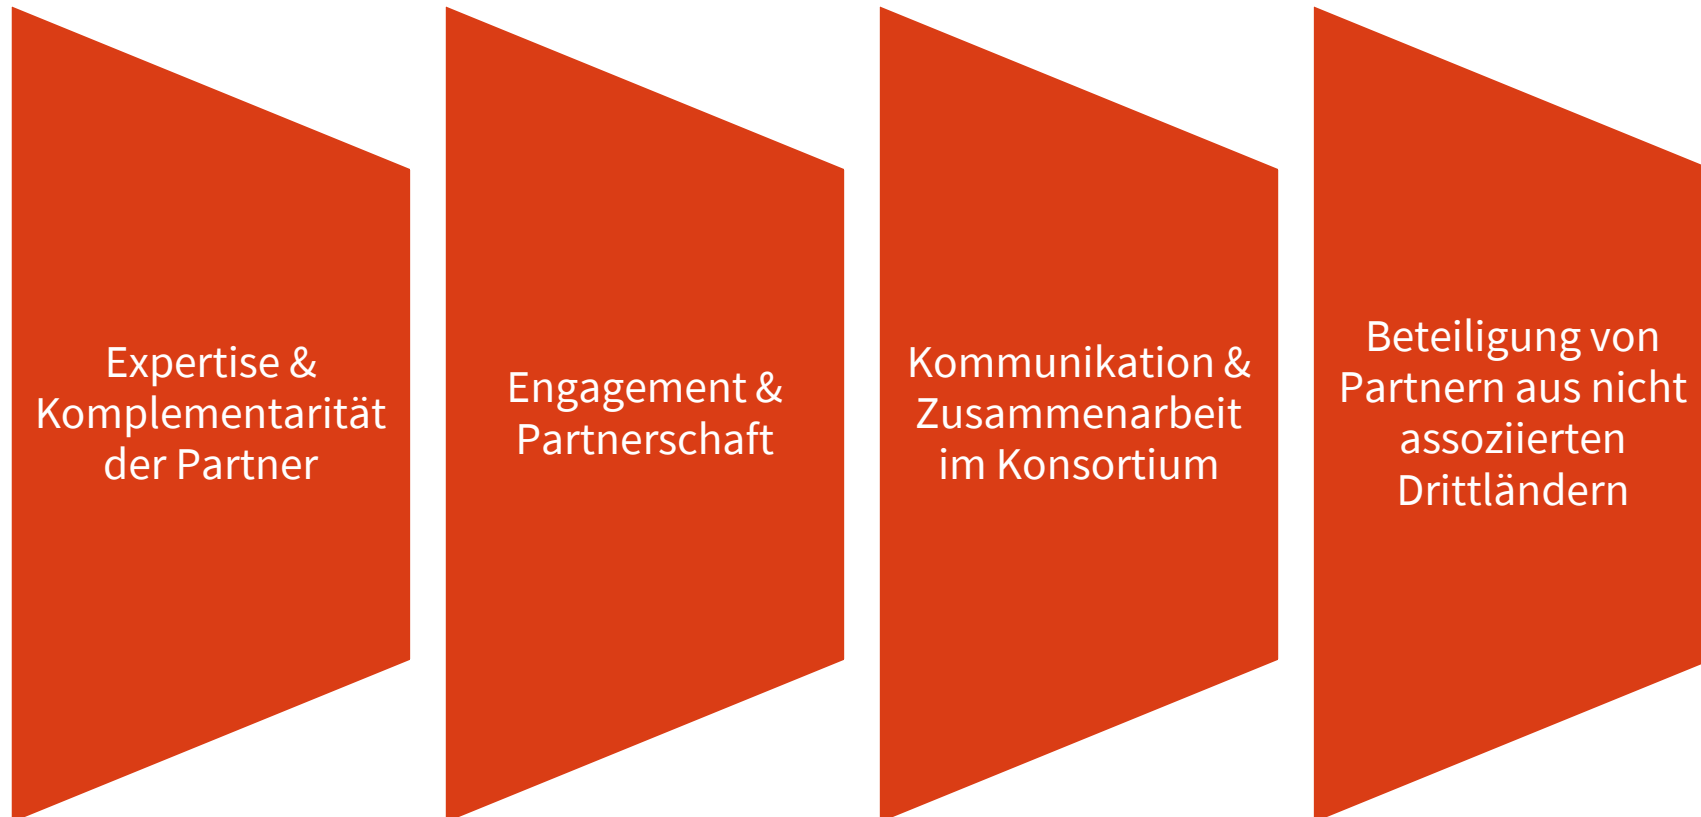 Expertise &
Komplementarität
der Partner
Engagement &
Partnerschaft
Kommunikation &
Zusammenarbeit
im Konsortium
Beteiligung von
Partnern aus nicht
assoziierten
Drittländern